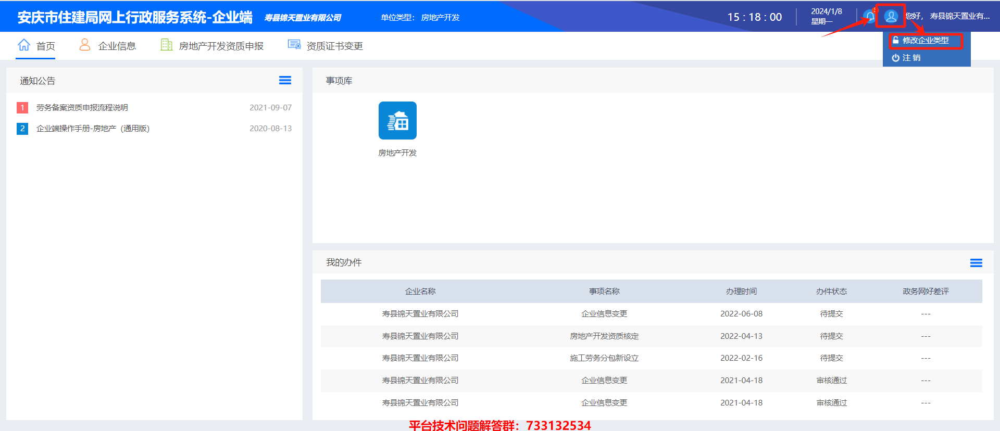 安庆市住建局网上行政服务系统-企业端 寿县锦天置业有限公司 单位类型： 房地产开发 15 : 18 : 00 2024/1/8 星期一 您好， 寿县锦天置业有...
首页 企业信息 房地产开发资质申报 资质证书变更
修改企业类型
注 销
通知公告
1 劳务备案资质申报流程说明 2021-09-07
2 企业端操作手册-房地产（通用版） 2020-08-13
事项库
房地产开发
我的办件
企业名称 事项名称 办理时间 办件状态 政务网好差评
寿县锦天置业有限公司 企业信息变更 2022-06-08 待提交 ---
寿县锦天置业有限公司 房地产开发资质核定 2022-04-13 待提交 ---
寿县锦天置业有限公司 施工劳务分包新设立 2022-02-16 待提交 ---
寿县锦天置业有限公司 企业信息变更 2021-04-18 审核通过 ---
寿县锦天置业有限公司 企业信息变更 2021-04-18 审核通过 ---
平台技术问题解答群：733132534